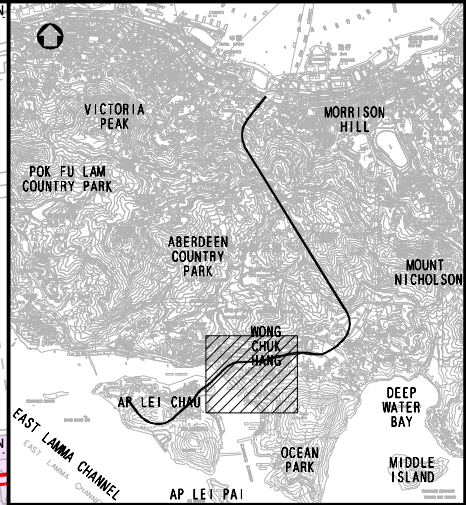 VICTORIA
PEAK
MORRISON
HILL
POK FU LAM
COUNTRY PARK
ABERDEEN
COUNTRY
PARK
MOUNT
NICHOLSON
WONG
CHUK
HANG
AP LEI CHAU
DEEP
WATER
BAY
EAST LAMMA CHANNEL
EAST LAMMA CHANNEL
OCEAN
PARK
MIDDLE
ISLAND
AP LEI PAI